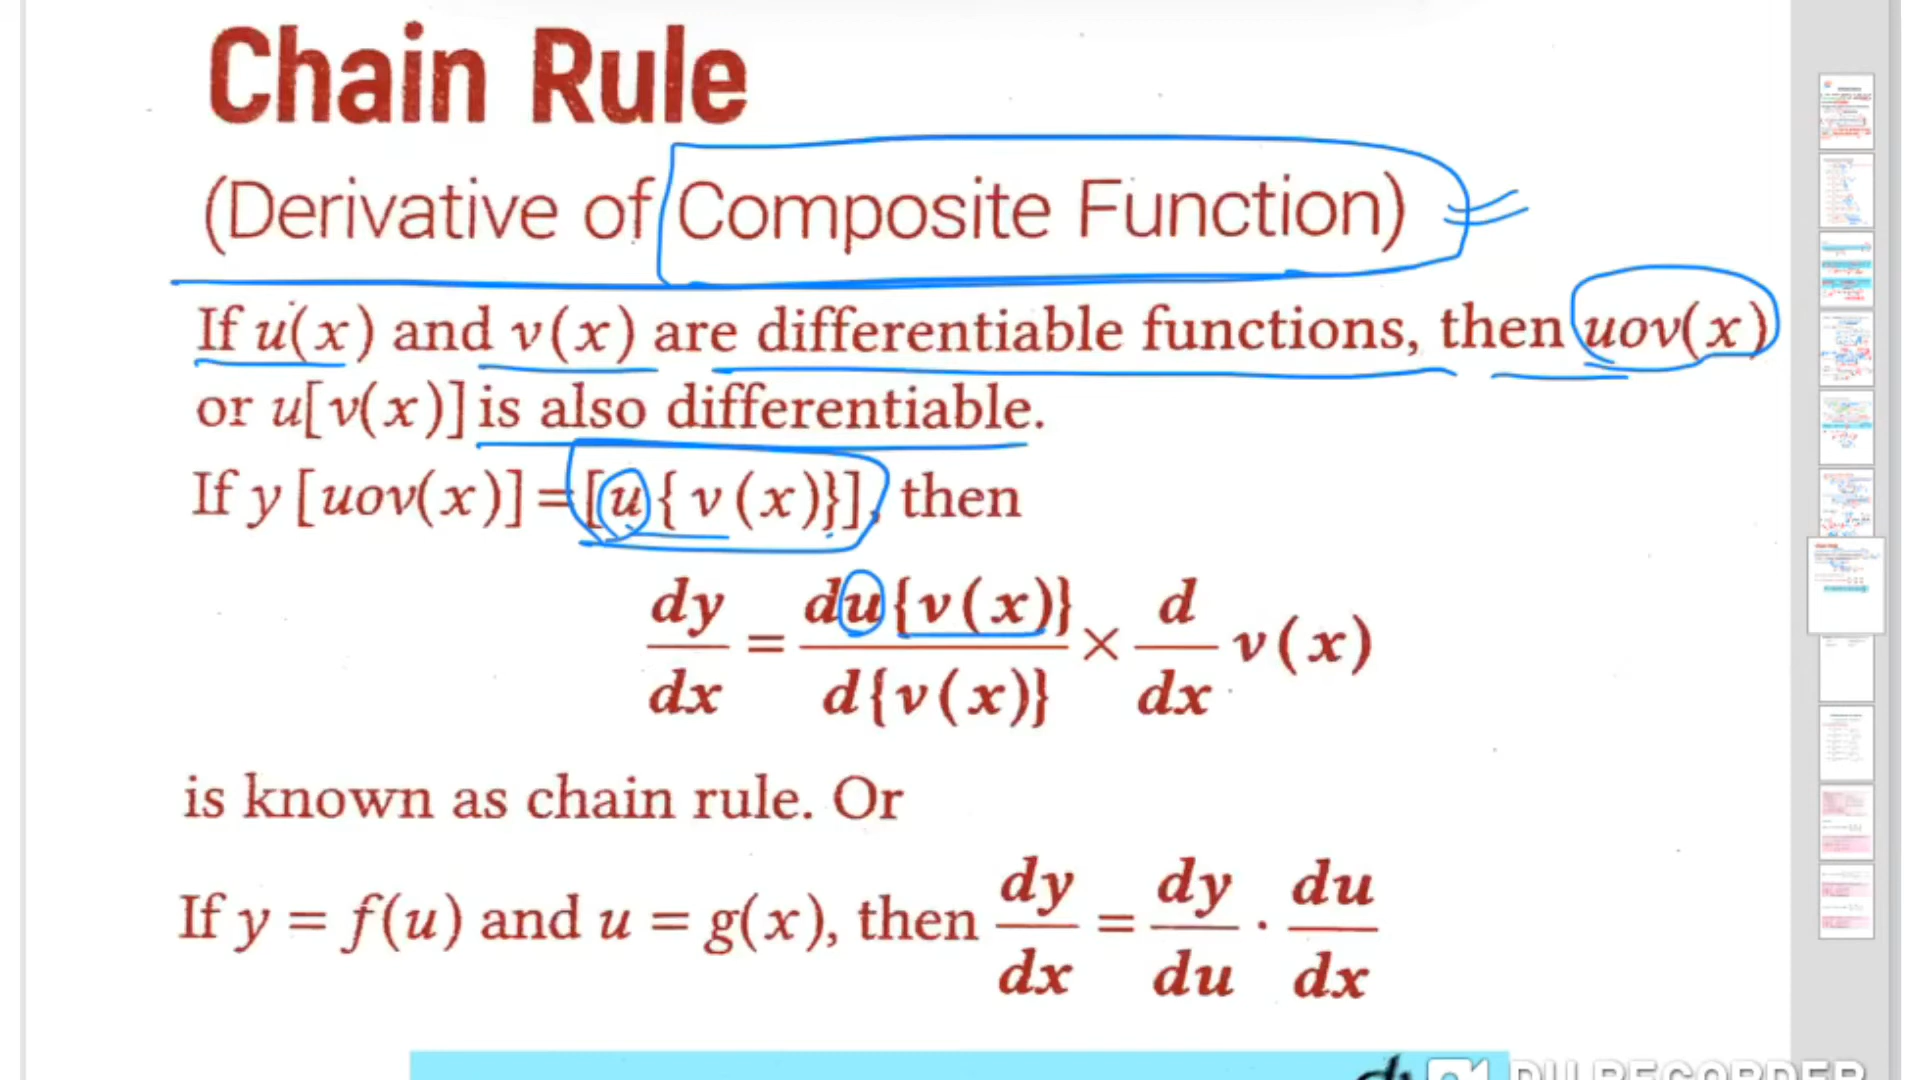 Chain Rule
(Derivative of Composite Function)
If u(x) and v(x) are differentiable functions, then uov(x)
or u[v(x)] is also differentiable.
If y [uov(x)] = [u{v(x)}], then
dy/dx = du{v(x)}/d{v(x)} × d/dx v(x)
is known as chain rule. Or
If y = f(u) and u = g(x), then dy/dx = dy/du · du/dx
DU RECORDER